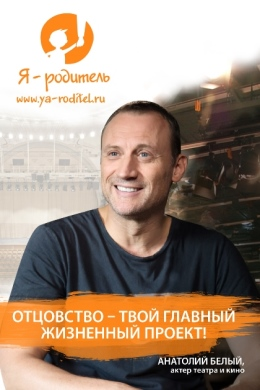 Я - родитель
www.ya-roditel.ru
ОТЦОВСТВО – ТВОЙ ГЛАВНЫЙ
ЖИЗНЕННЫЙ ПРОЕКТ!
АНАТОЛИЙ БЕЛЫЙ,
актер театра и кино